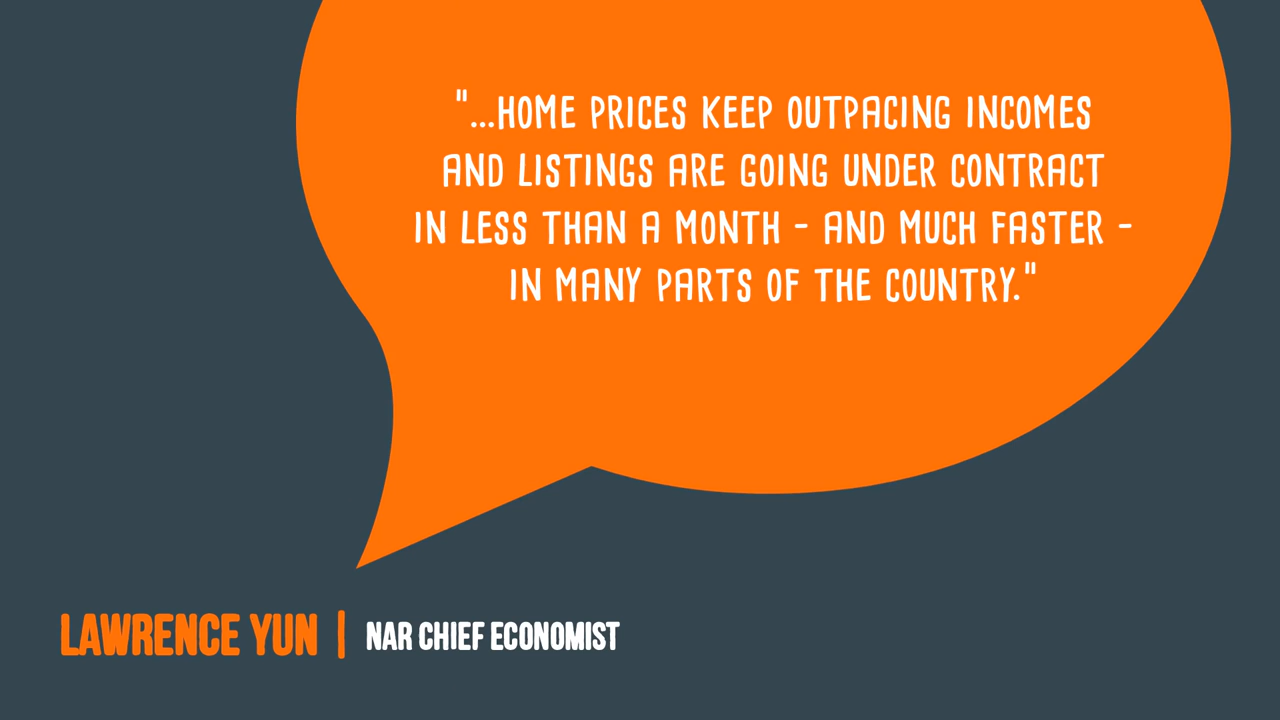 "...HOME PRICES KEEP OUTPACING INCOMES
AND LISTINGS ARE GOING UNDER CONTRACT
IN LESS THAN A MONTH - AND MUCH FASTER -
IN MANY PARTS OF THE COUNTRY."
LAWRENCE YUN | NAR CHIEF ECONOMIST